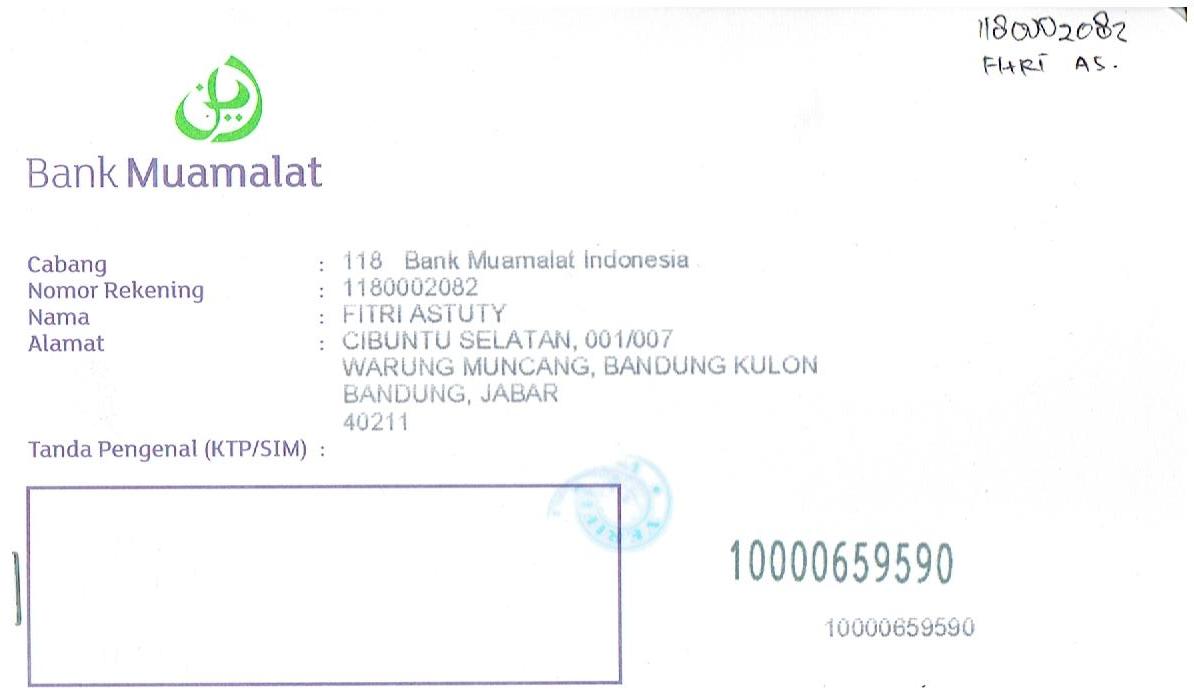 1180002082
FITRI AS.
Bank Muamalat
Cabang : 118 Bank Muamalat Indonesia
Nomor Rekening : 1180002082
Nama : FITRI ASTUTY
Alamat : CIBUNTU SELATAN, 001/007
WARUNG MUNCANG, BANDUNG KULON
BANDUNG, JABAR
40211
Tanda Pengenal (KTP/SIM) :
10000659590
10000659590